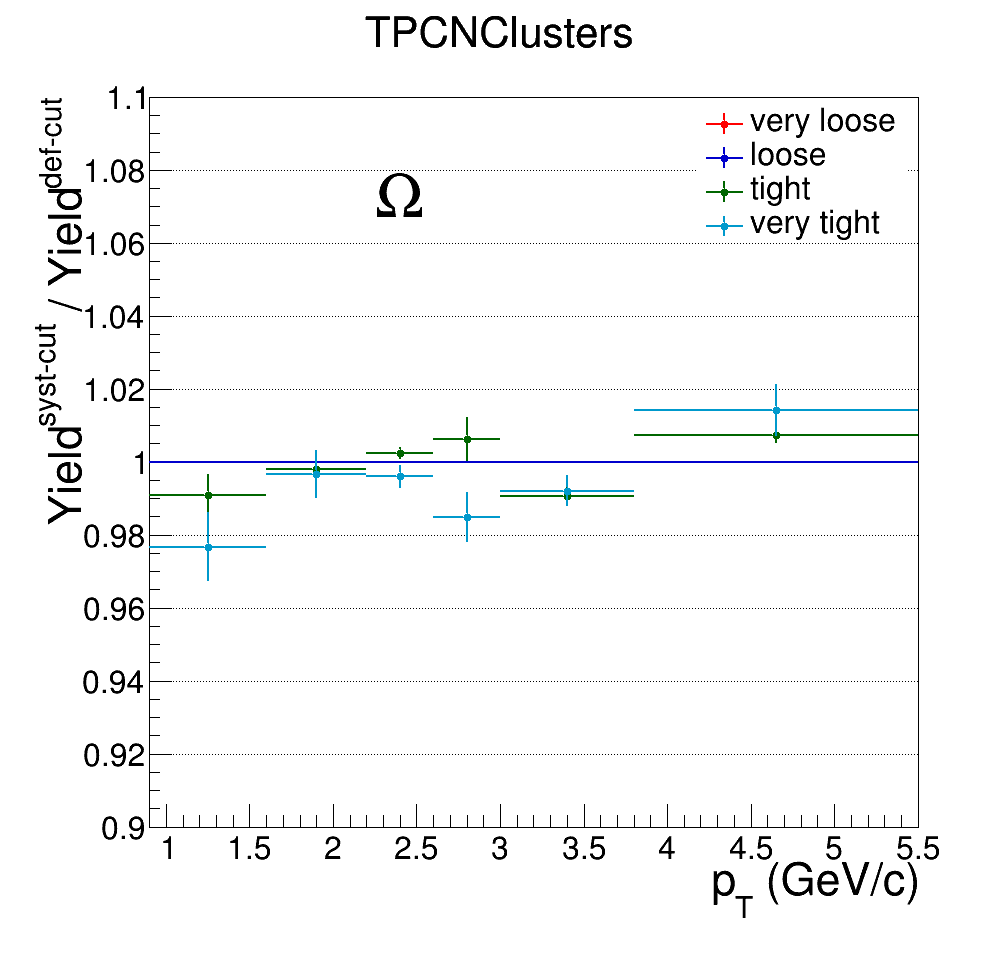 TPCNClusters
Yield^syst-cut / Yield^def-cut
1.1
1.08
1.06
1.04
1.02
1
0.98
0.96
0.94
0.92
0.9
Ω
very loose
loose
tight
very tight
1 1.5 2 2.5 3 3.5 4 4.5 5 5.5
p_T (GeV/c)